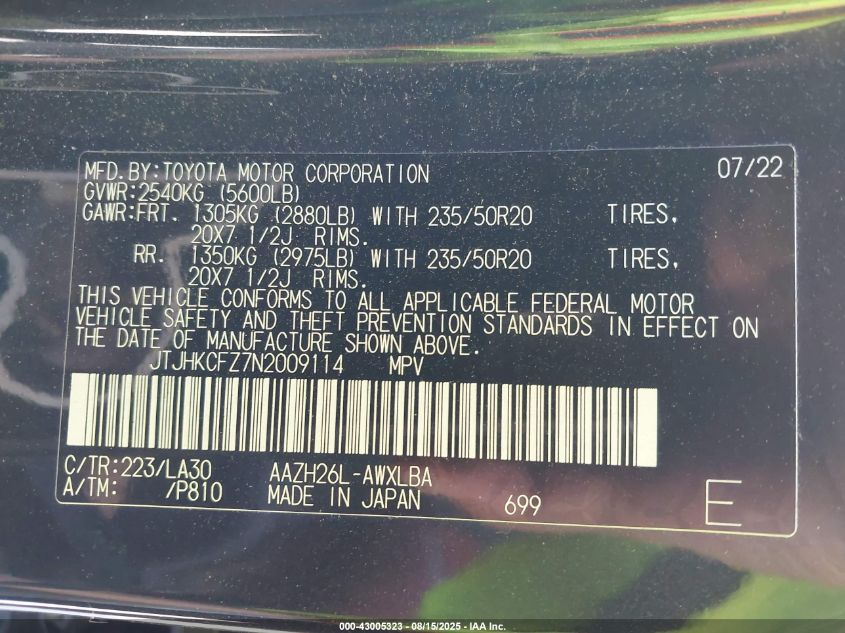 MFD.BY:TOYOTA MOTOR CORPORATION 07/22
GVWR:2540KG (5600LB)
GAWR:FRT. 1305KG (2880LB) WITH 235/50R20 TIRES,
20X7 1/2J RIMS.
RR. 1350KG (2975LB) WITH 235/50R20 TIRES,
20X7 1/2J RIMS.
THIS VEHICLE CONFORMS TO ALL APPLICABLE FEDERAL MOTOR
VEHICLE SAFETY AND THEFT PREVENTION STANDARDS IN EFFECT ON
THE DATE OF MANUFACTURE SHOWN ABOVE.
JTJHKCFZ7N2009114 MPV
C/TR:223/LA30 AAZH26L-AWXLBA
A/TM: /P810 MADE IN JAPAN 699 E
000-43005323 - 08/15/2025 - IAA Inc.